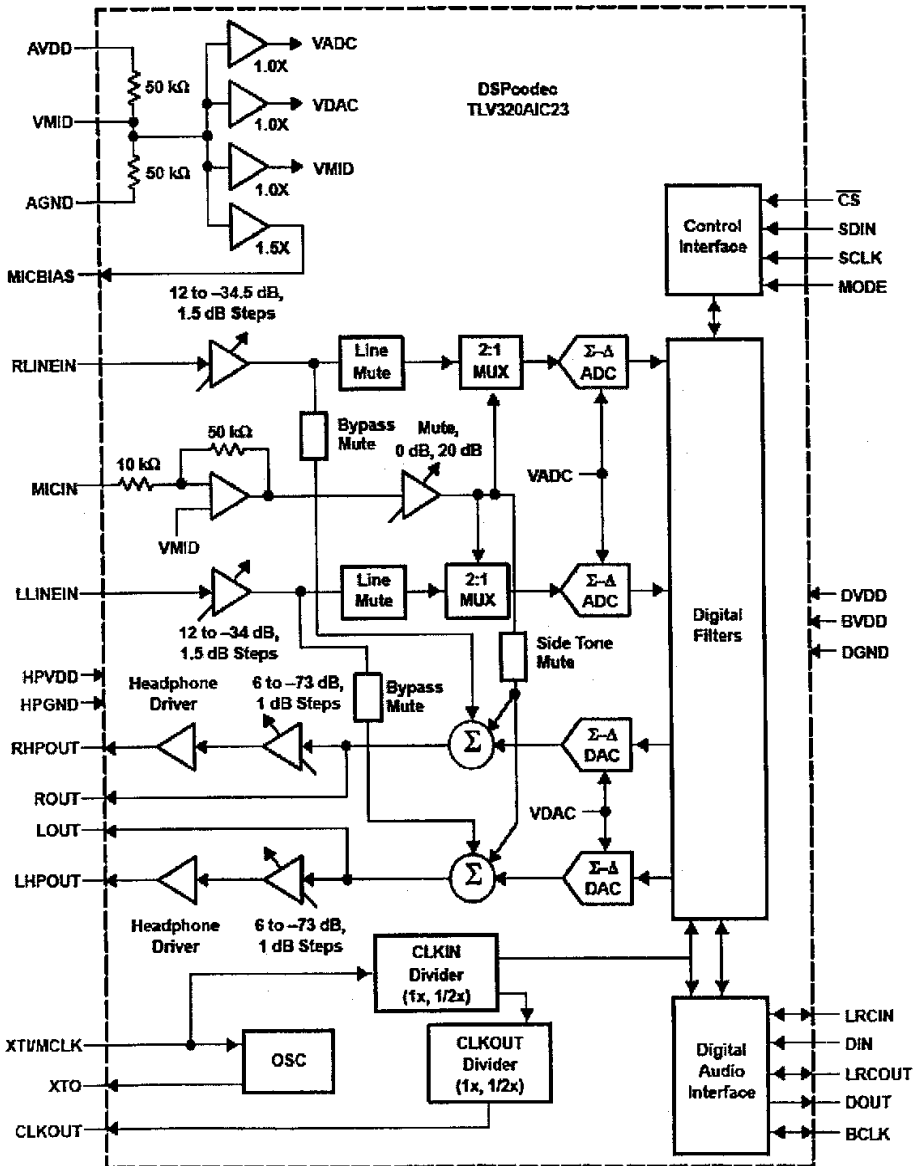 AVDD
50 kΩ
VMID
50 kΩ
AGND
MICBIAS
1.0X
VADC
1.0X
VDAC
1.0X
VMID
1.5X
DSPcodec
TLV320AIC23
Control
Interface
CS
SDIN
SCLK
MODE
12 to –34.5 dB,
1.5 dB Steps
RLINEIN
Line
Mute
2:1
MUX
Σ–Δ
ADC
Bypass
Mute
50 kΩ
10 kΩ
MICIN
VMID
Mute,
0 dB, 20 dB
VADC
LLINEIN
12 to –34 dB,
1.5 dB Steps
Line
Mute
2:1
MUX
Σ–Δ
ADC
Digital
Filters
DVDD
BVDD
DGND
Side Tone
Mute
Bypass
Mute
HPVDD
HPGND
Headphone
Driver
6 to –73 dB,
1 dB Steps
RHPOUT
Σ
Σ–Δ
DAC
ROUT
VDAC
LOUT
LHPOUT
Σ
Σ–Δ
DAC
Headphone
Driver
6 to –73 dB,
1 dB Steps
CLKIN
Divider
(1x, 1/2x)
CLKOUT
Divider
(1x, 1/2x)
XTI/MCLK
OSC
XTO
CLKOUT
Digital
Audio
Interface
LRCIN
DIN
LRCOUT
DOUT
BCLK